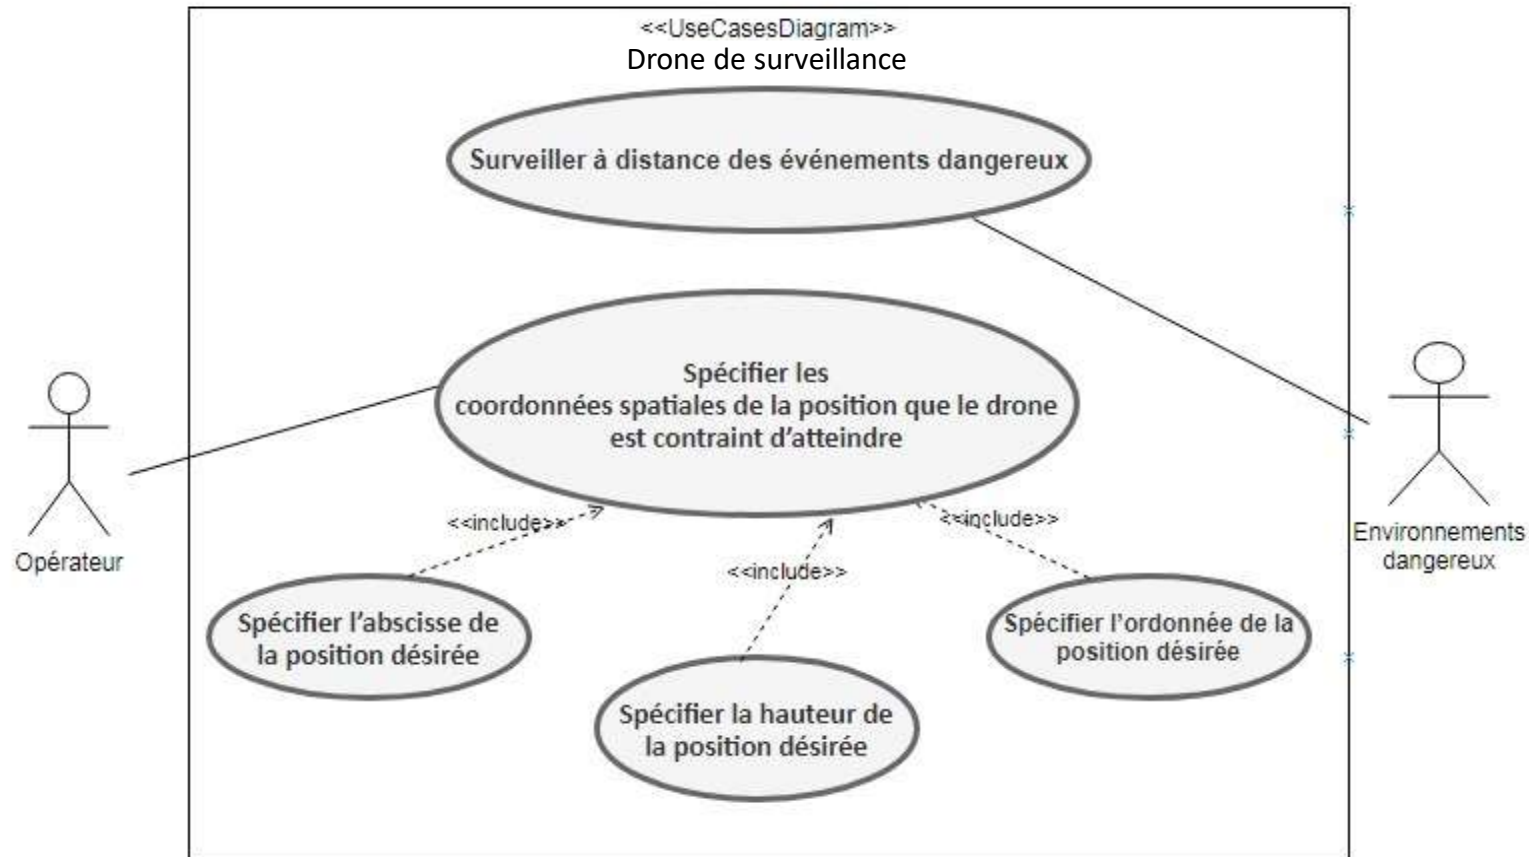 <<UseCasesDiagram>>
Drone de surveillance
Surveiller à distance des événements dangereux
Spécifier les
coordonnées spatiales de la position que le drone
est contraint d'atteindre
Opérateur
Environnements
dangereux
<<include>>
<<include>>
<<include>>
Spécifier l'abscisse de
la position désirée
Spécifier la hauteur de
la position désirée
Spécifier l'ordonnée de la
position désirée